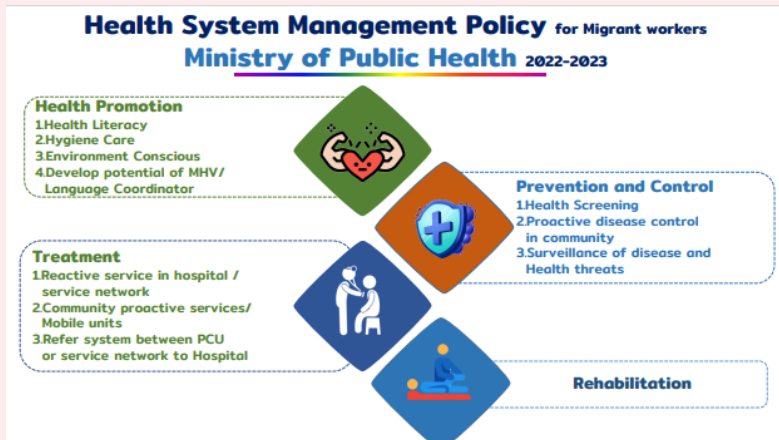 Health System Management Policy for Migrant workers
Ministry of Public Health 2022-2023
Health Promotion
1.Health Literacy
2.Hygiene Care
3.Environment Conscious
4.Develop potential of MHV/
Language Coordinator
Prevention and Control
1.Health Screening
2.Proactive disease control
in community
3.Surveillance of disease and
Health threats
Treatment
1.Reactive service in hospital /
service network
2.Community proactive services/
Mobile units
3.Refer system between PCU
or service network to Hospital
Rehabilitation